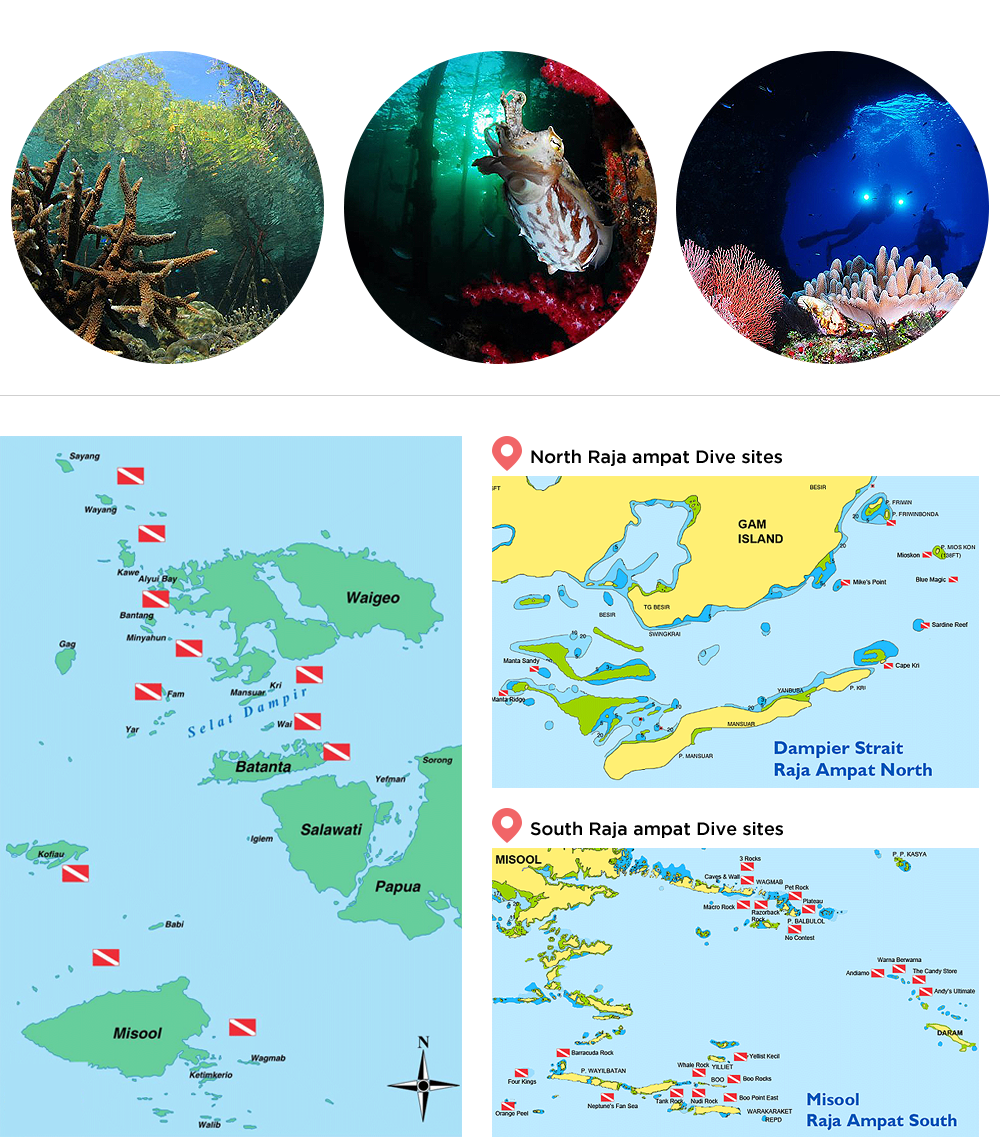 Sayang
Wayang
Kawe
Alyui Bay
Waigeo
Bantang
Minyahun
Gag
Kri
Mansuar
Fam
Selat Dampir
Yar
Wai
Batanta
Sorong
Yefman
Salawati
Igiem
Kofiau
Papua
Babi
Misool
Wagmab
Ketimkerio
Walib
N
North Raja ampat Dive sites
BESIR
P. FRIWIN
P. FRIWINBONDA
20
GAM
ISLAND
20
Mioskon
P. MIOS KON
Mike's Point
Blue Magic
TG BESIR
BESIR
SWINGKRAI
Sardine Reef
Manta Sandy
Cape Kri
Manta Ridge
YANBUBA
P. KRI
MANSUAR
P. MANSUAR
Dampier Strait
Raja Ampat North
South Raja ampat Dive sites
MISOOL
3 Rocks
P. P. KASYA
Caves & Wall
WAGMAB
Pet Rock
Macro Rock
Razorback
Rock
Plateau
P. BALBULOL
No Contest
Warna Berwarna
Andiamo
The Candy Store
Andy's Ultimate
DARAM
Barracuda Rock
Yellist Kecil
Whale Rock
YILLIET
Four Kings
P. WAYILBATAN
BOO
Boo Rocks
Neptune's Fan Sea
Tank Rock
Nudi Rock
Boo Point East
Orange Peel
WARAKARAKET
REPD
Misool
Raja Ampat South